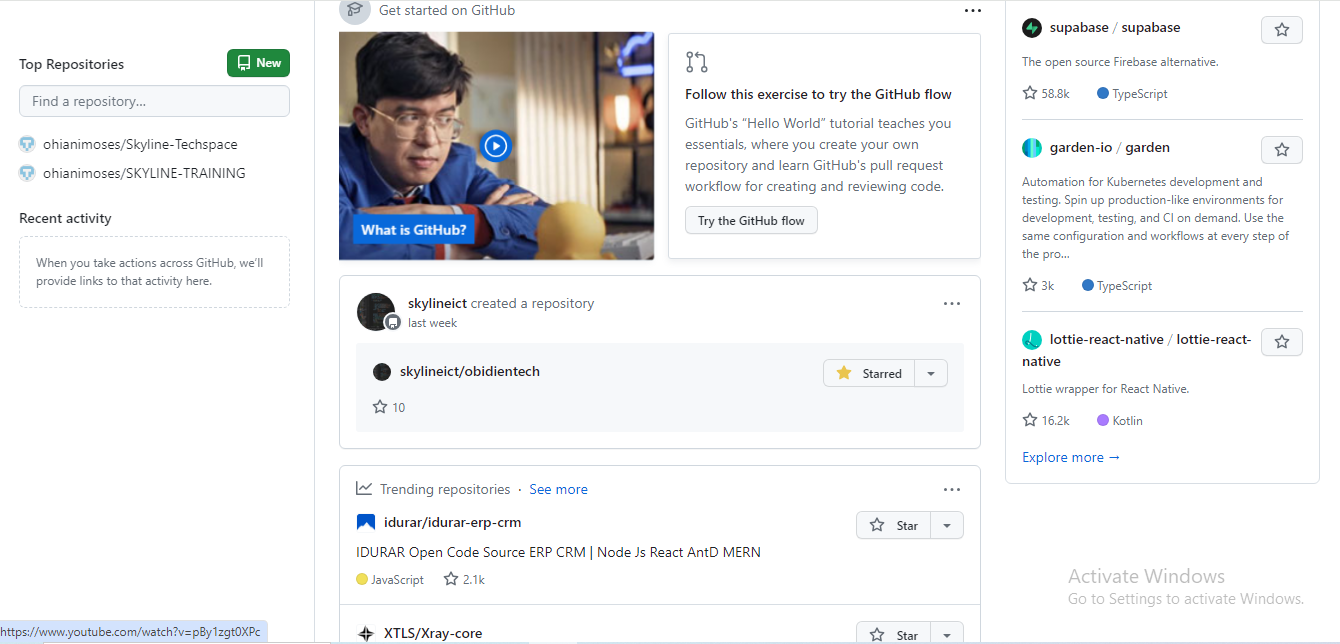 Top Repositories
New
Find a repository...
ohianimoses/Skyline-Techspace
ohianimoses/SKYLINE-TRAINING
Recent activity
When you take actions across GitHub, we'll
provide links to that activity here.
Get started on GitHub
What is GitHub?
Follow this exercise to try the GitHub flow
GitHub's “Hello World” tutorial teaches you
essentials, where you create your own
repository and learn GitHub's pull request
workflow for creating and reviewing code.
Try the GitHub flow
skylineict created a repository
last week
skylineict/obidientech
Starred
10
Trending repositories · See more
idurar/idurar-erp-crm
Star
IDURAR Open Code Source ERP CRM | Node Js React AntD MERN
JavaScript 2.1k
XTLS/Xray-core
Star
supabase / supabase
The open source Firebase alternative.
58.8k TypeScript
garden-io / garden
Automation for Kubernetes development and
testing. Spin up production-like environments for
development, testing, and CI on demand. Use the
same configuration and workflows at every step of
the pro...
3k TypeScript
lottie-react-native / lottie-react-
native
Lottie wrapper for React Native.
16.2k Kotlin
Explore more →
Activate Windows
Go to Settings to activate Windows.
https://www.youtube.com/watch?v=pBy1zgt0XPc